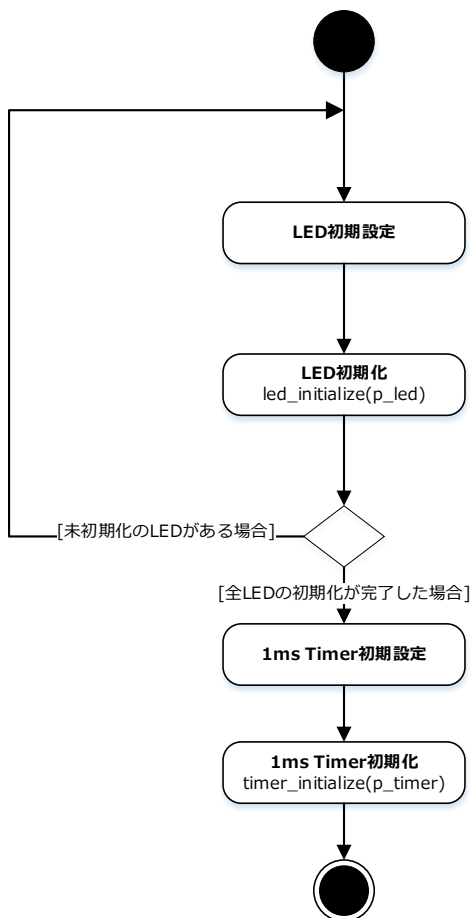 LED初期設定
LED初期化
led_initialize(p_led)
[未初期化のLEDがある場合]
[全LEDの初期化が完了した場合]
1ms Timer初期設定
1ms Timer初期化
timer_initialize(p_timer)